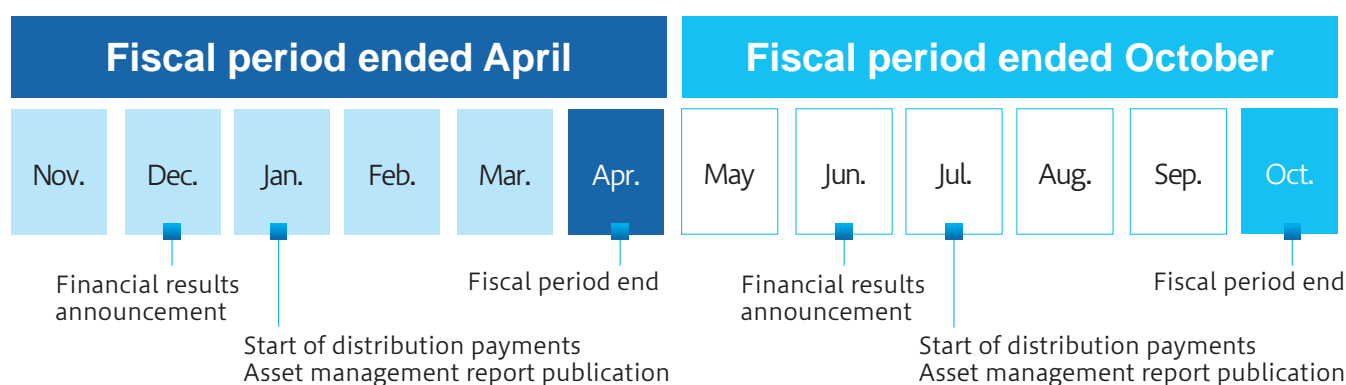 Fiscal period ended April
Fiscal period ended October
Nov. Dec. Jan. Feb. Mar. Apr. May Jun. Jul. Aug. Sep. Oct.
Financial results
announcement
Fiscal period end
Financial results
announcement
Fiscal period end
Start of distribution payments
Asset management report publication
Start of distribution payments
Asset management report publication